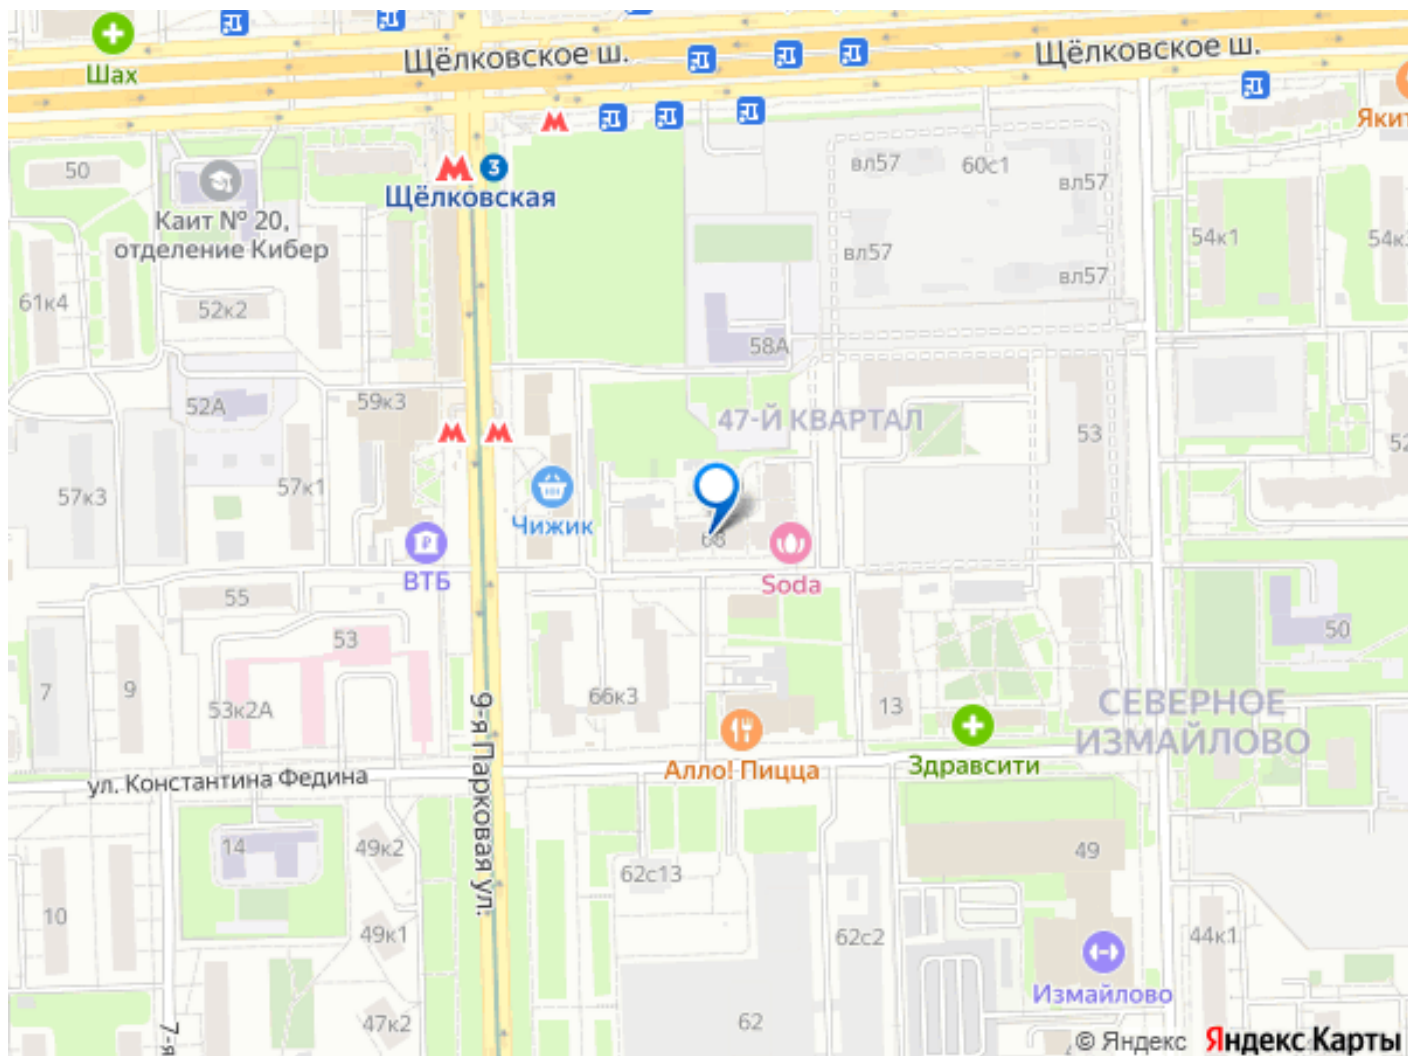 Щёлковское ш.
Щёлковское ш.
Шах
50
Каит № 20,
отделение Кибер
М
М
3
Щёлковская
вл57
60с1
вл57
вл57
вл57
54к1
61к4
52к2
58А
52А
59к3
47-Й КВАРТАЛ
53
М
М
57к3
57к1
Чижик
ВТБ
68
Soda
55
53
50
7
9
53к2А
66к3
13
СЕВЕРНОЕ
ИЗМАЙЛОВО
Алло! Пицца
Здравсити
ул. Константина Федина
9-я Парковая ул.
14
49к2
49
62с13
10
49к1
62с2
44к1
Измайлово
47к2
62
© Яндекс Яндекс Карты